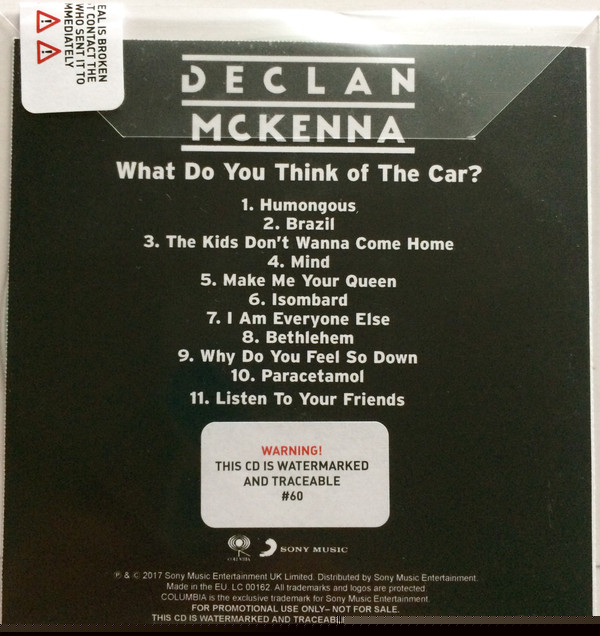 EAL IS BROKEN
T CONTACT THE
WHO SENT IT TO
MMEDIATELY
DECLAN
MCKENNA
What Do You Think of The Car?
1. Humongous
2. Brazil
3. The Kids Don't Wanna Come Home
4. Mind
5. Make Me Your Queen
6. Isombard
7. I Am Everyone Else
8. Bethlehem
9. Why Do You Feel So Down
10. Paracetamol
11. Listen To Your Friends
WARNING!
THIS CD IS WATERMARKED
AND TRACEABLE
#60
COLUMBIA
SONY MUSIC
℗ & © 2017 Sony Music Entertainment UK Limited. Distributed by Sony Music Entertainment.
Made in the EU. LC 00162. All trademarks and logos are protected.
COLUMBIA is the exclusive trademark for Sony Music Entertainment.
FOR PROMOTIONAL USE ONLY– NOT FOR SALE.
THIS CD IS WATERMARKED AND TRACEABL